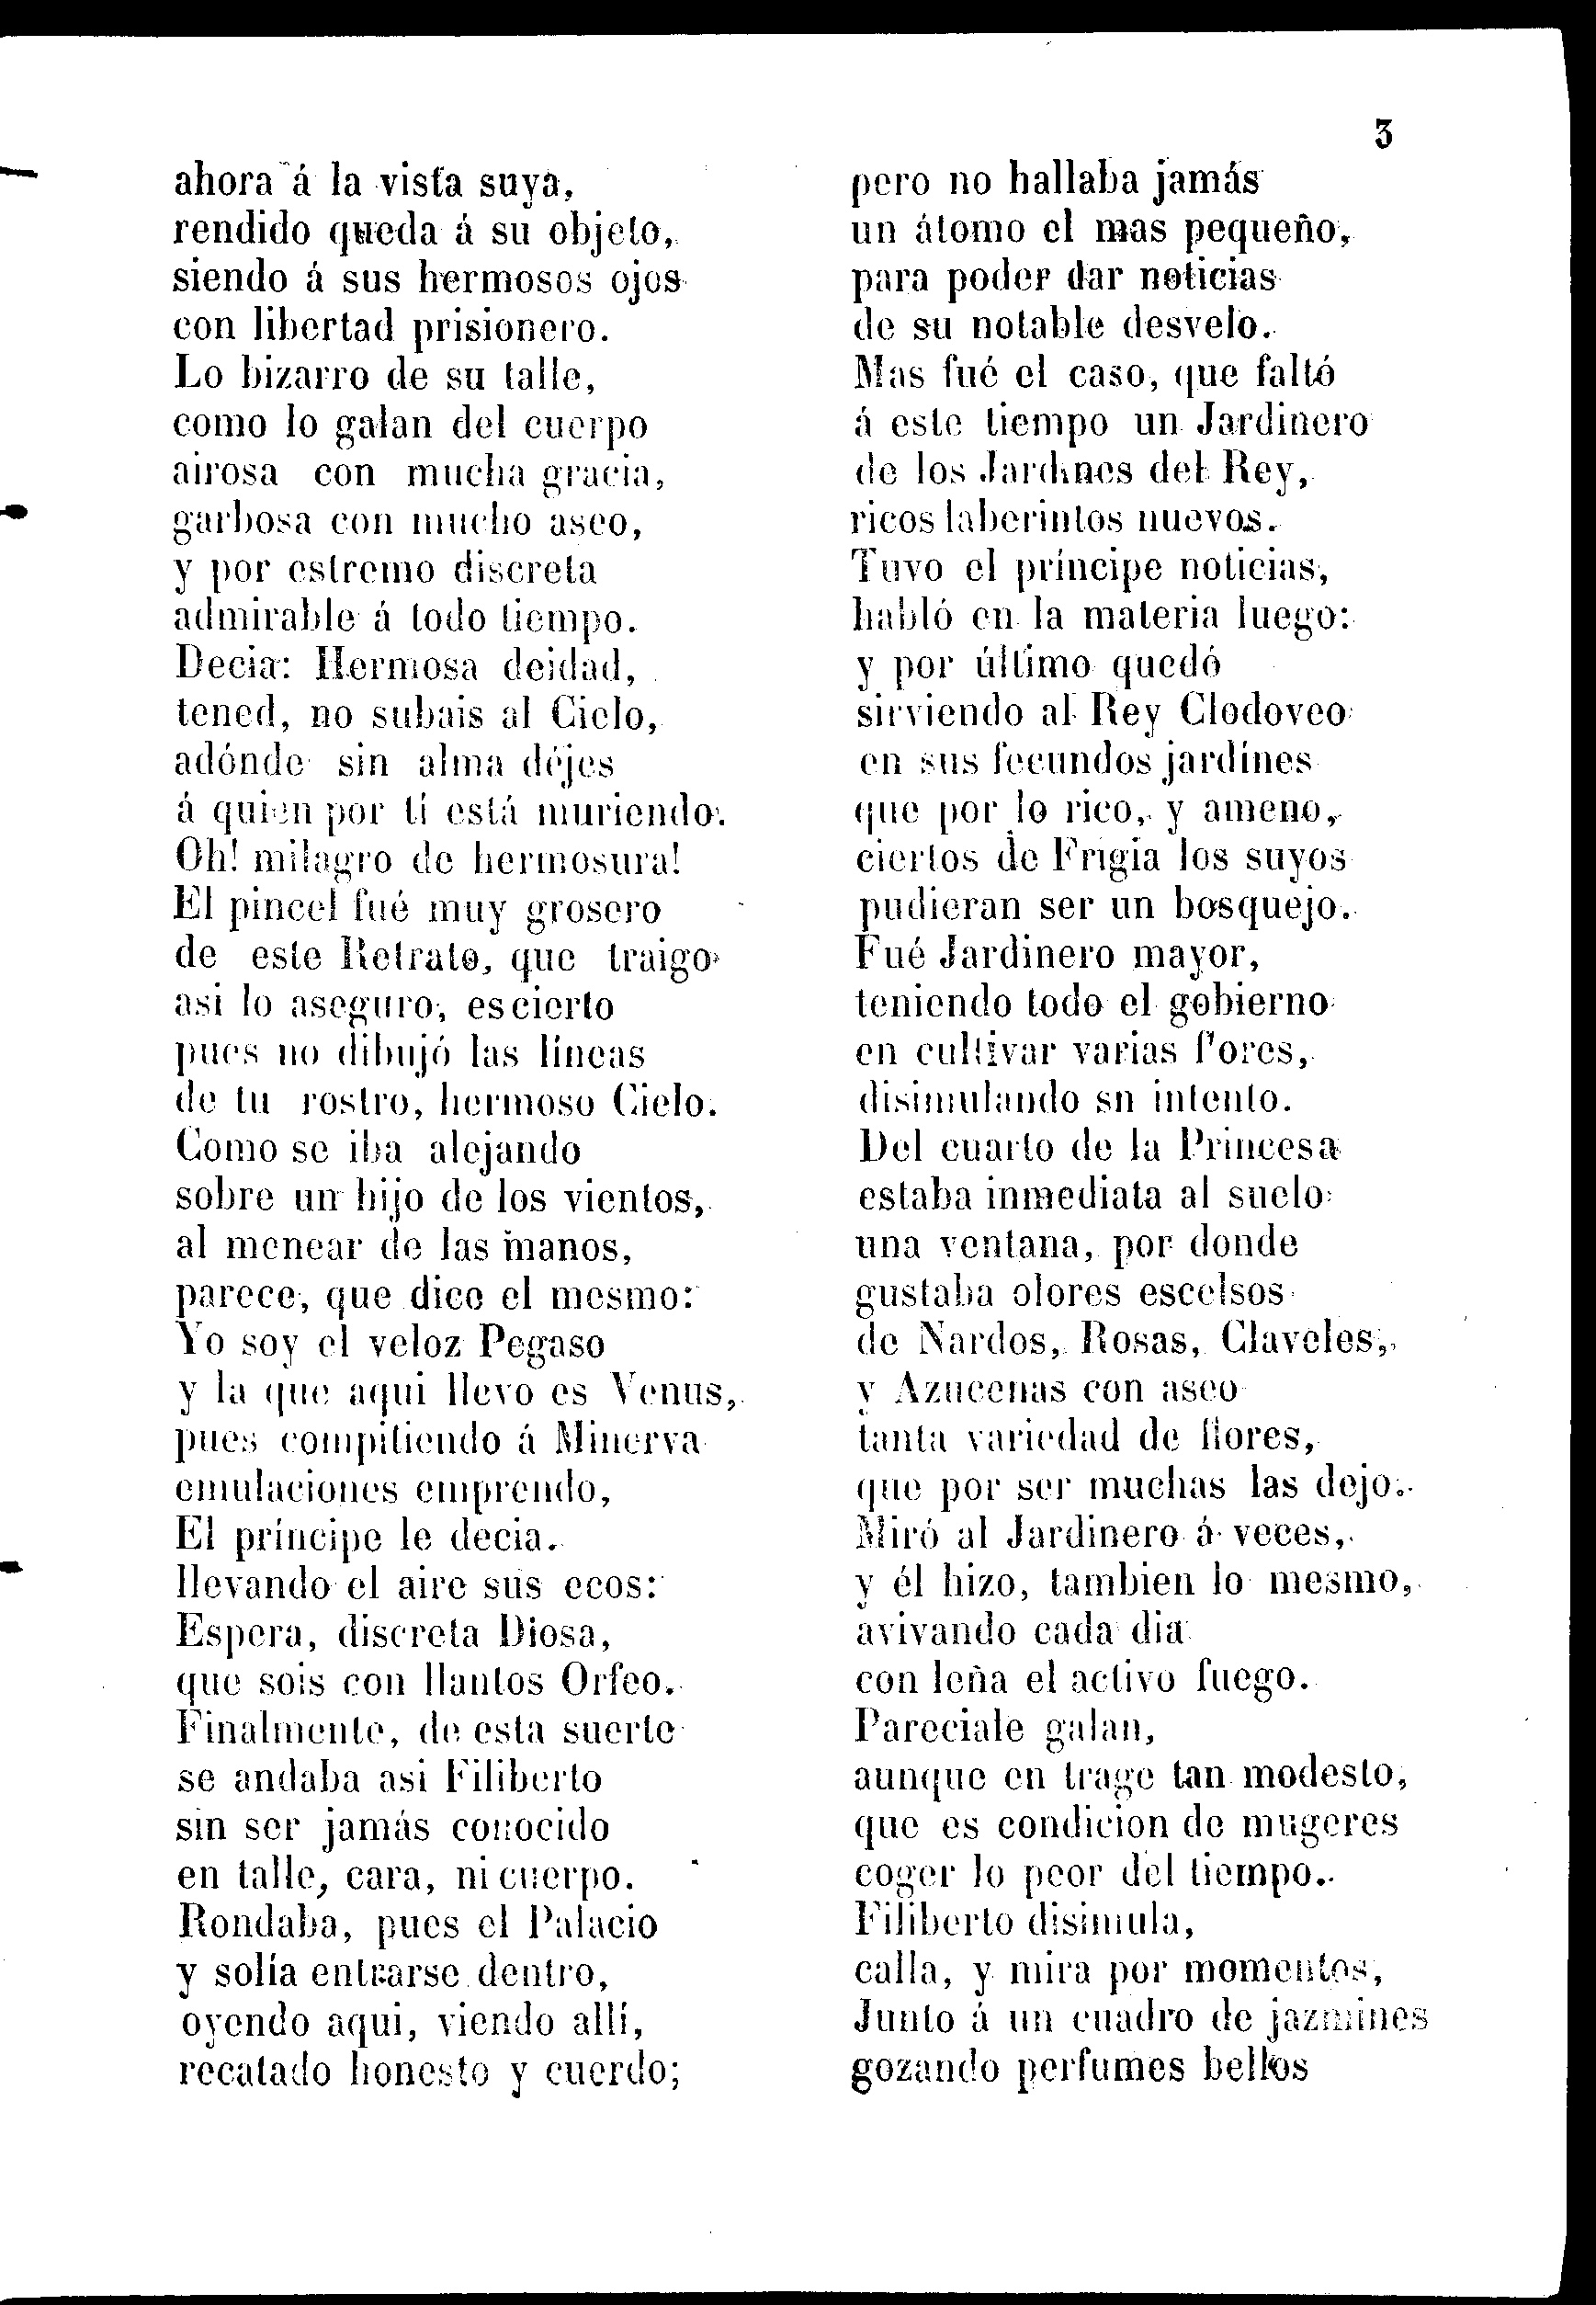 3
ahora á la vista suya,
rendido queda á su objeto,
siendo á sus hermosos ojos
con libertad prisionero.
Lo bizarro de su talle,
como lo galan del cuerpo
airosa con mucha gracia,
garbosa con mucho aseo,
y por estremo discreta
admirable á todo tiempo.
Decia: Hermosa deidad,
tened, no subais al Cielo,
adónde sin alma déjes
á quien por tí está muriendo.
Oh! milagro de hermosura!
El pincel fué muy grosero
de este Retrato, que traigo
asi lo aseguro, es cierto
pues no dibujó las líneas
de tu rostro, hermoso Cielo.
Como se iba alejando
sobre un hijo de los vientos,
al menear de las manos,
parece, que dice el mesmo:
Yo soy el veloz Pegaso
y la que aqui llevo es Venus,
pues compitiendo á Minerva
emulaciones emprendo,
El príncipe le decia.
llevando el aire sus ecos:
Espera, discreta Diosa,
que sois con llantos Orfeo.
Finalmente, de esta suerte
se andaba asi Filiberto
sin ser jamás conocido
en talle, cara, ni cuerpo.
Rondaba, pues el Palacio
y solía entrarse dentro,
oyendo aqui, viendo allí,
recatado honesto y cuerdo;
pero no hallaba jamás
un átomo el mas pequeño,
para poder dar noticias
de su notable desvelo.
Mas fué el caso, que faltó
á este tiempo un Jardinero
de los Jardines del Rey,
ricos laberintos nuevos.
Tuvo el príncipe noticias,
habló en la materia luego:
y por último quedó
sirviendo al Rey Clodoveo
en sus fecundos jardínes
que por lo rico, y ameno,
ciertos de Frigia los suyos
pudieran ser un bosquejo.
Fué Jardinero mayor,
teniendo todo el gobierno
en cultivar varias flores,
disimulando sn intento.
Del cuarto de la Princesa
estaba inmediata al suelo
una ventana, por donde
gustaba olores escelsos
de Nardos, Rosas, Claveles,
y Azucenas con aseo
tanta variedad de flores,
que por ser muchas las dejo.
Miró al Jardinero á veces,
y él hizo, tambien lo mesmo,
avivando cada dia
con leña el activo fuego.
Pareciale galan,
aunque en trage tan modesto,
que es condicion de mugeres
coger lo peor del tiempo.
Filiberto disimula,
calla, y mira por momentos,
Junto á un cuadro de jazmines
gozando perfumes bellos